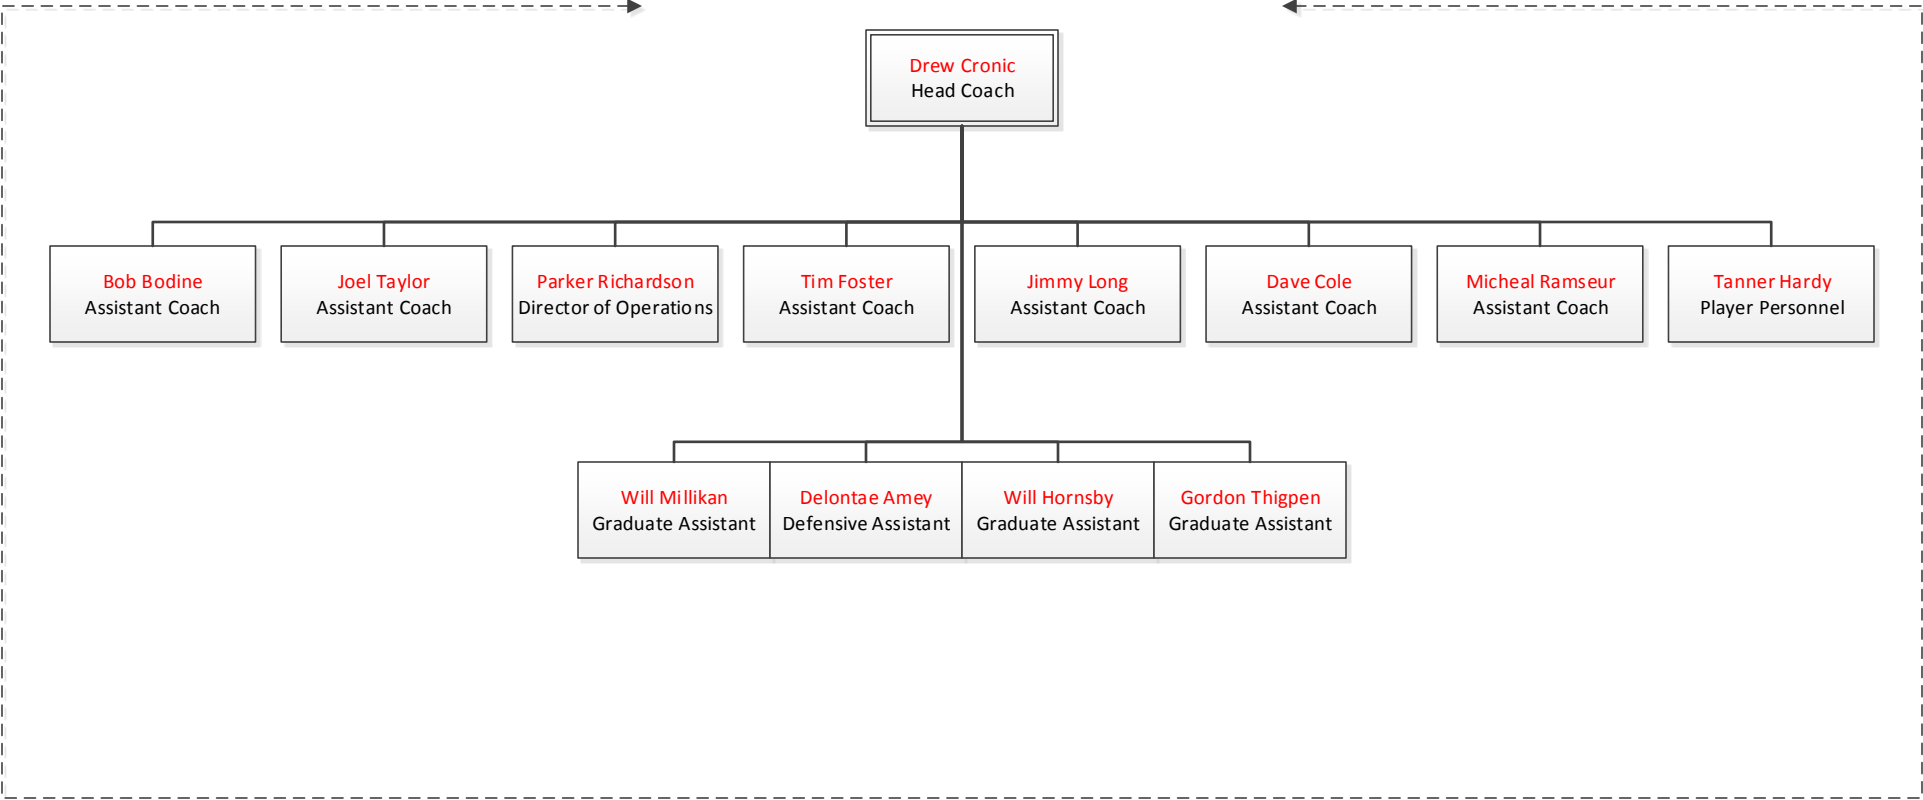 Drew Cronic
Head Coach
Bob Bodine
Assistant Coach
Joel Taylor
Assistant Coach
Parker Richardson
Director of Operations
Tim Foster
Assistant Coach
Jimmy Long
Assistant Coach
Dave Cole
Assistant Coach
Micheal Ramseur
Assistant Coach
Tanner Hardy
Player Personnel
Will Millikan
Graduate Assistant
Delontae Amey
Defensive Assistant
Will Hornsby
Graduate Assistant
Gordon Thigpen
Graduate Assistant